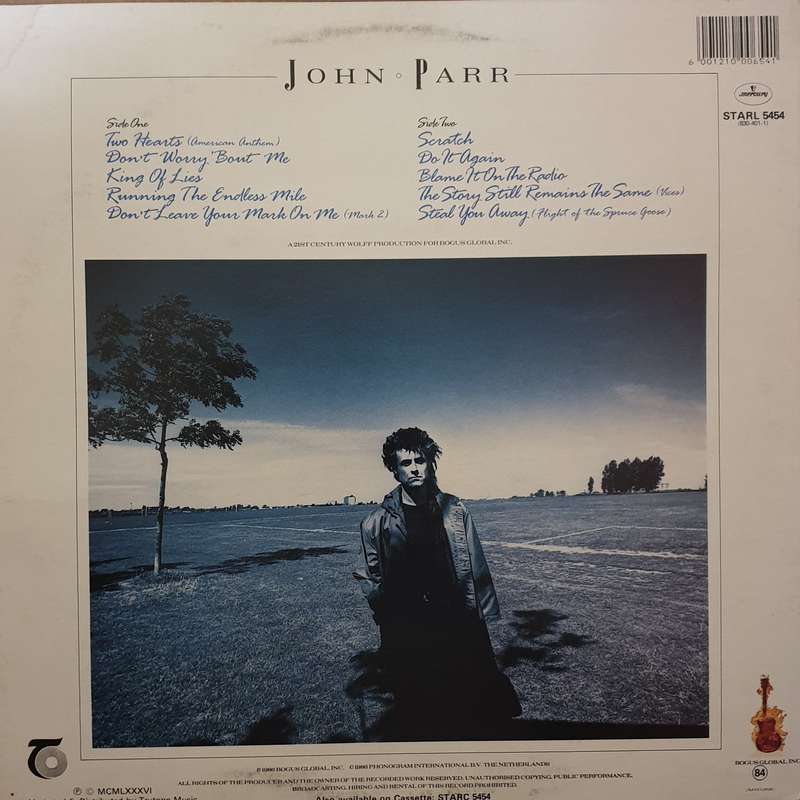 6 001210 006541
JOHN PARR
mercury
STARL 5454
(830-401-1)
Side One
Two Hearts (American Anthem)
Don't Worry 'Bout Me
King Of Lies
Running The Endless Mile
Don't Leave Your Mark On Me (Mark 2)
Side Two
Scratch
Do It Again
Blame It On The Radio
The Story Still Remains The Same (Vices)
Steal You Away (Flight of the Spruce Goose)
A 21ST CENTURY WOLFF PRODUCTION FOR BOGUS GLOBAL INC.
BOGUS GLOBAL INC
84
℗ 1986 BOGUS GLOBAL, INC. © 1986 PHONOGRAM INTERNATIONAL B.V. THE NETHERLANDS
ALL RIGHTS OF THE PRODUCER AND THE OWNER OF THE RECORDED WORK RESERVED. UNAUTHORISED COPYING, PUBLIC PERFORMANCE,
BROADCASTING, HIRING AND RENTAL OF THIS RECORD PROHIBITED.
℗ © MCMLXXXVI
Distributed by Tutone Music
Also available on Cassette: STARC 5454